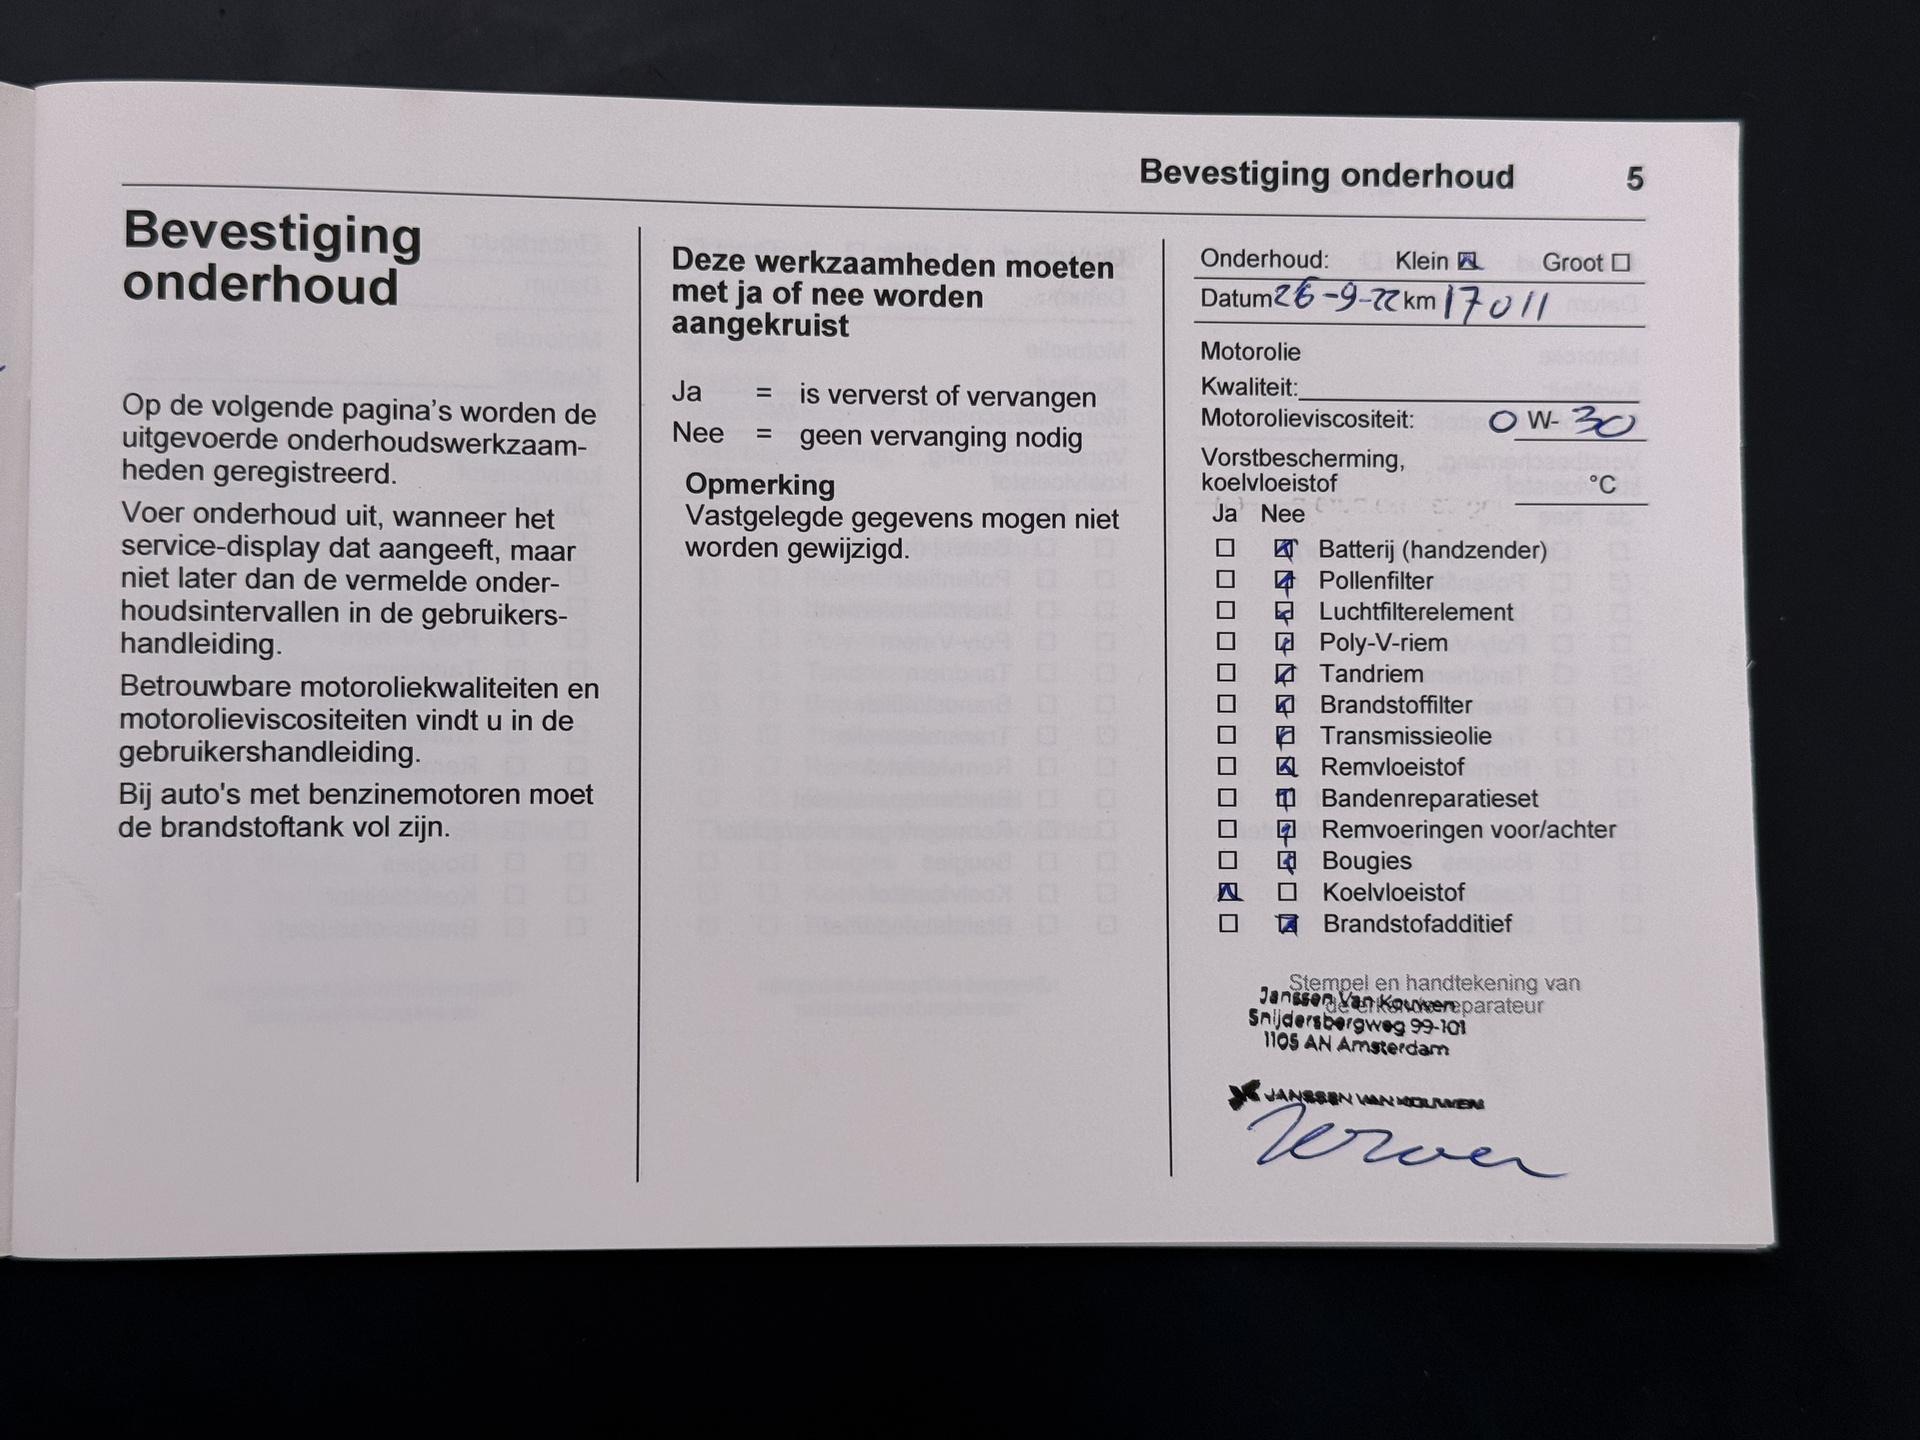 Bevestiging onderhoud 5
Bevestiging
onderhoud
Op de volgende pagina's worden de
uitgevoerde onderhoudswerkzaam-
heden geregistreerd.
Voer onderhoud uit, wanneer het
service-display dat aangeeft, maar
niet later dan de vermelde onder-
houdsintervallen in de gebruikers-
handleiding.
Betrouwbare motoroliekwaliteiten en
motorolieviscositeiten vindt u in de
gebruikershandleiding.
Bij auto's met benzinemotoren moet
de brandstoftank vol zijn.
Deze werkzaamheden moeten
met ja of nee worden
aangekruist
Ja = is ververst of vervangen
Nee = geen vervanging nodig
Opmerking
Vastgelegde gegevens mogen niet
worden gewijzigd.
Onderhoud: Klein Groot
Datum 26-9-22 km 17011
Motorolie
Kwaliteit:
Motorolieviscositeit: 0 W- 30
Vorstbescherming,
koelvloeistof °C
Ja Nee
Batterij (handzender)
Pollenfilter
Luchtfilterelement
Poly-V-riem
Tandriem
Brandstoffilter
Transmissieolie
Remvloeistof
Bandenreparatieset
Remvoeringen voor/achter
Bougies
Koelvloeistof
Brandstofadditief
Stempel en handtekening van
de erkende reparateur
Janssen Van Kouwen
Snijdersbergweg 99-101
1105 AN Amsterdam
JANSSEN VAN KOUWEN